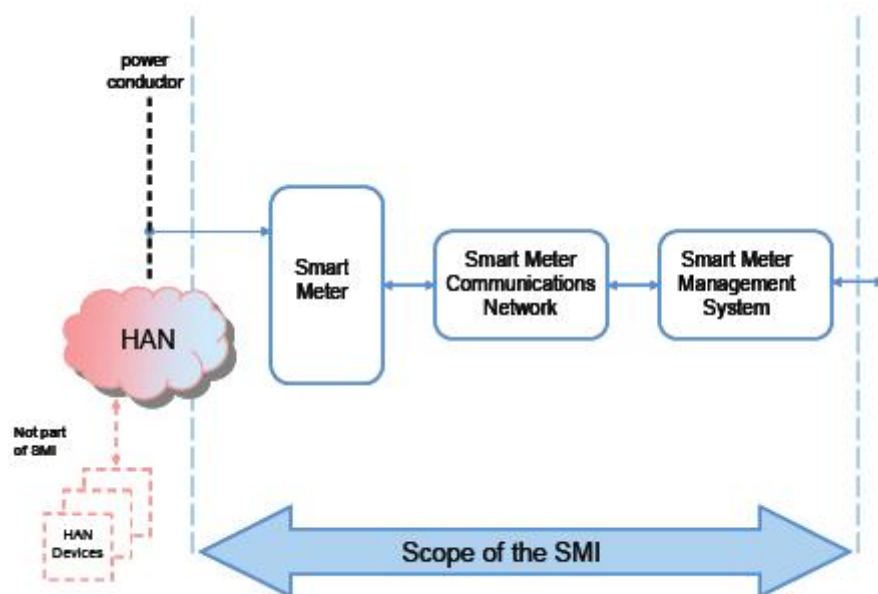 power
conductor
Smart
Meter
Smart Meter
Communications
Network
Smart Meter
Management
System
HAN
Not part
of SMI
HAN
Devices
Scope of the SMI